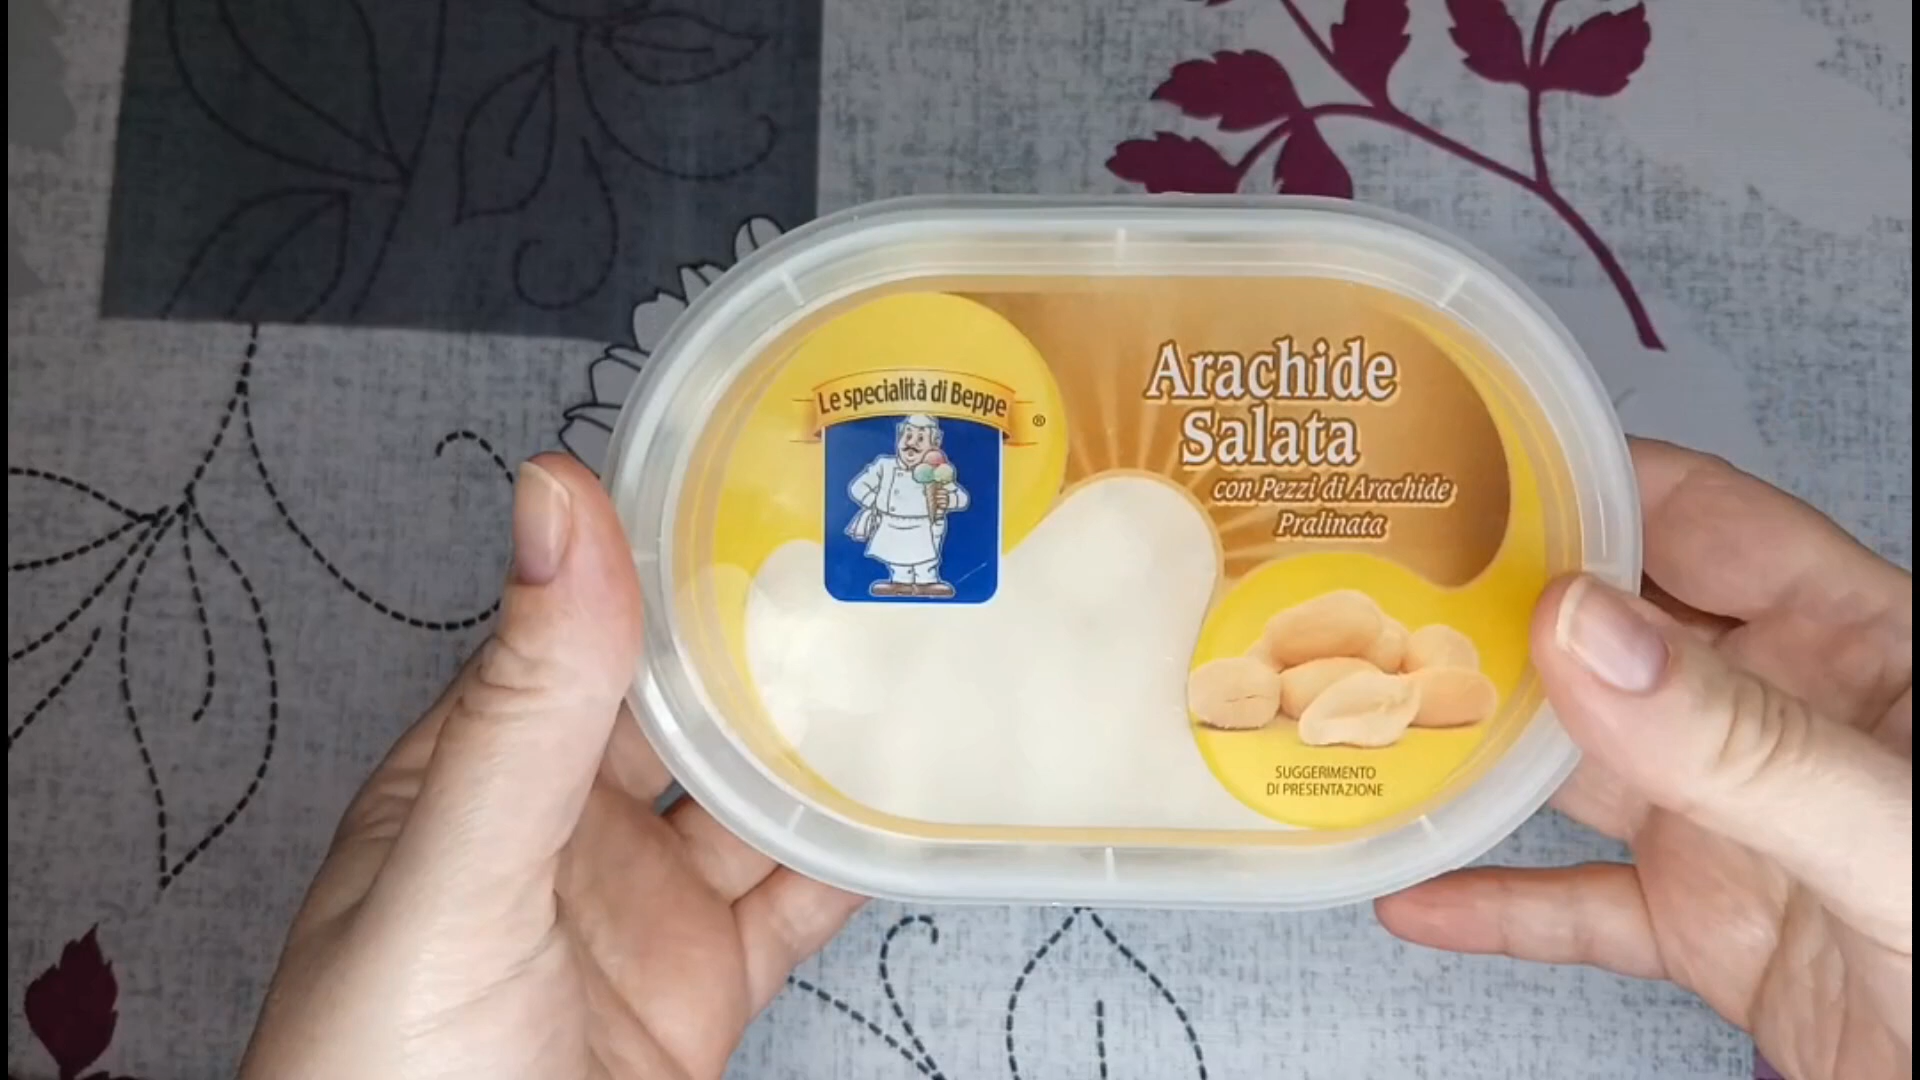 Le specialità di Beppe
®
Arachide
Salata
con Pezzi di Arachide
Pralinata
SUGGERIMENTO
DI PRESENTAZIONE